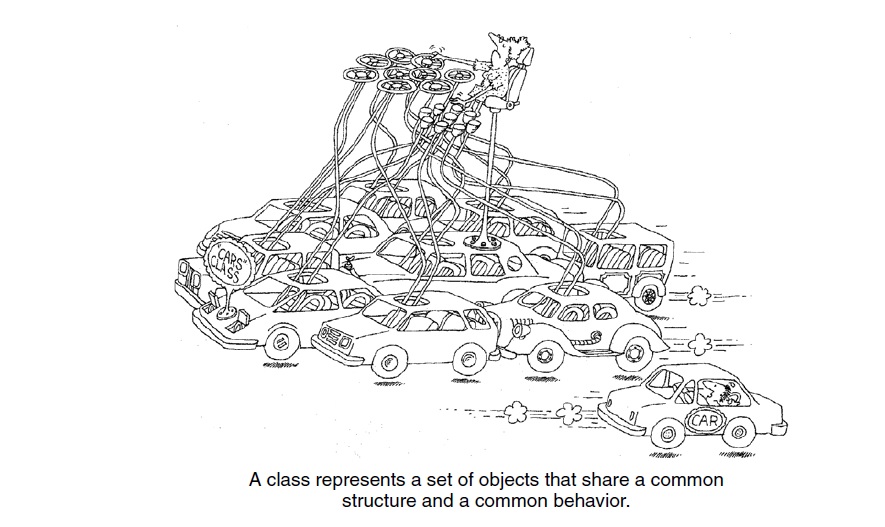 CARS'
CLASS
CAR
A class represents a set of objects that share a common
structure and a common behavior.